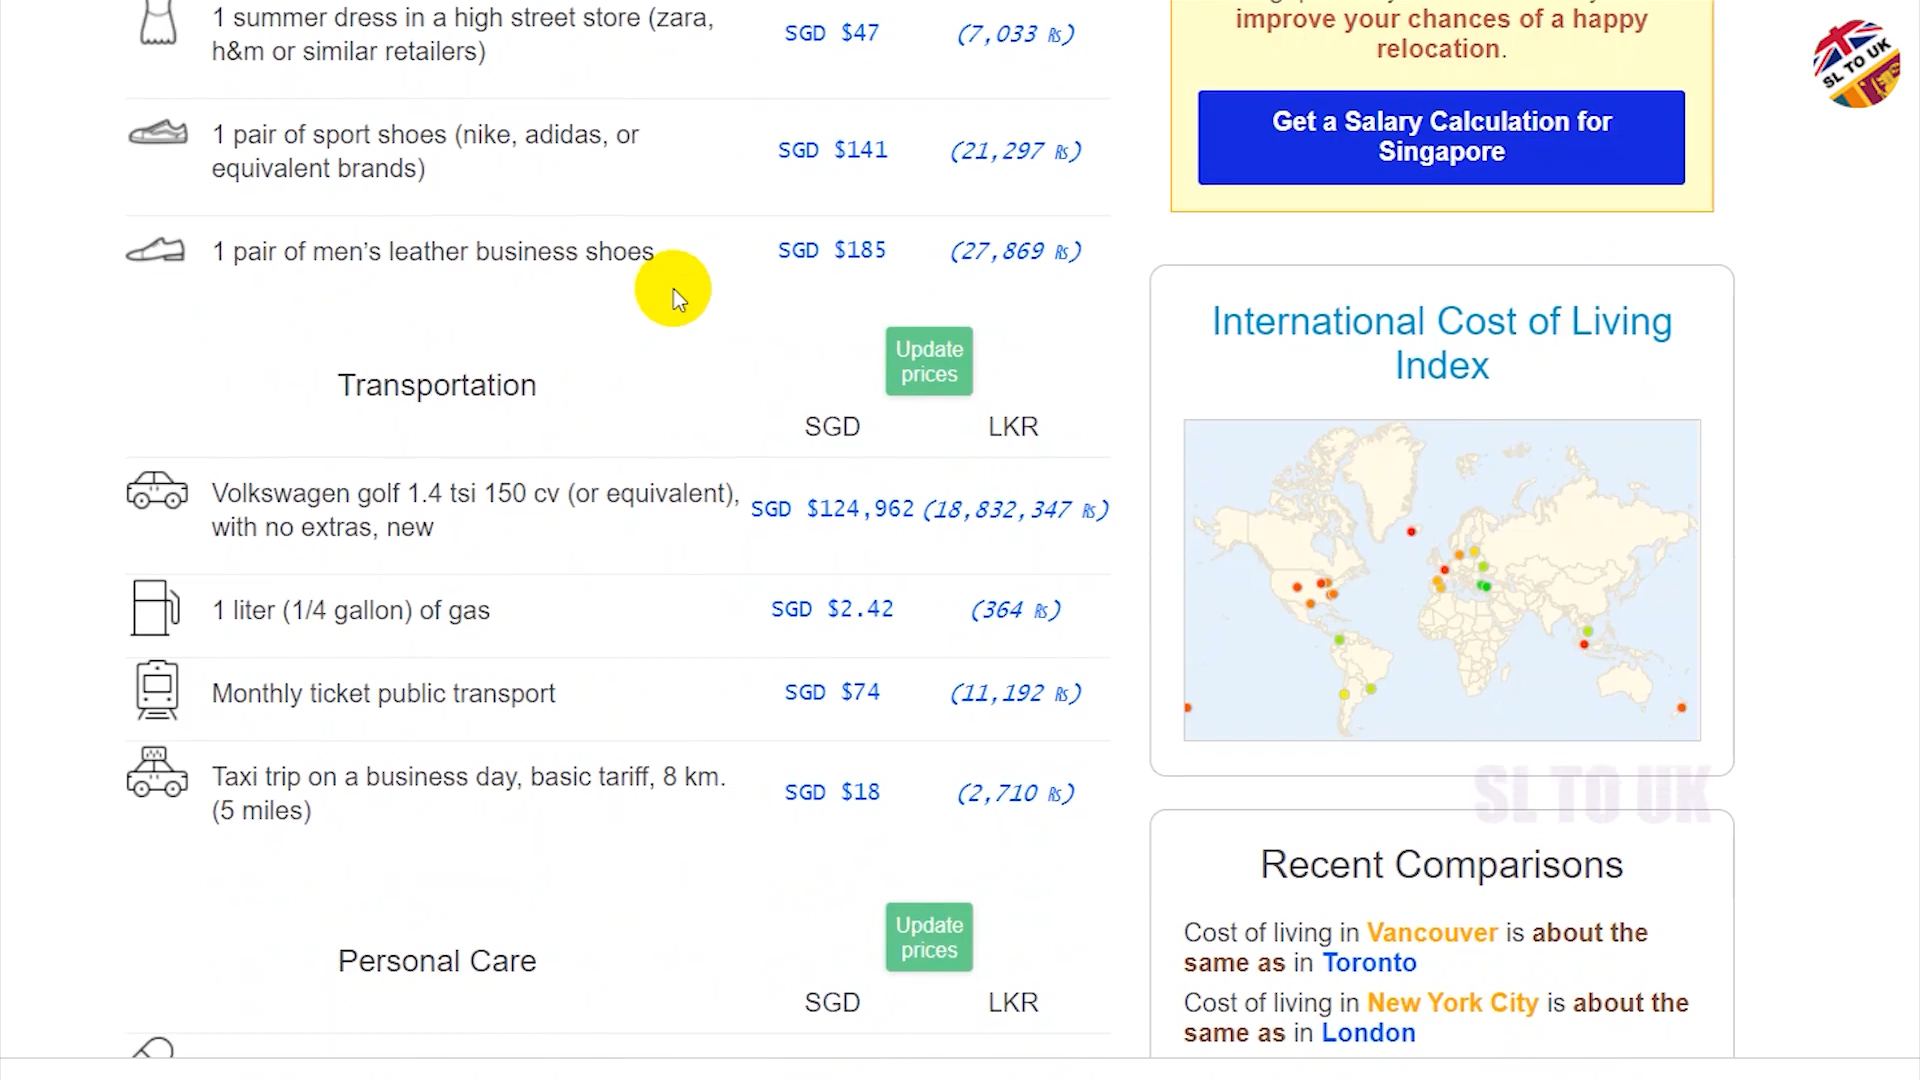 1 summer dress in a high street store (zara,
h&m or similar retailers)
SGD $47
(7,033 ₨)
1 pair of sport shoes (nike, adidas, or
equivalent brands)
SGD $141
(21,297 ₨)
1 pair of men’s leather business shoes
SGD $185
(27,869 ₨)
Transportation
Update
prices
SGD
LKR
Volkswagen golf 1.4 tsi 150 cv (or equivalent),
with no extras, new
SGD $124,962
(18,832,347 ₨)
1 liter (1/4 gallon) of gas
SGD $2.42
(364 ₨)
Monthly ticket public transport
SGD $74
(11,192 ₨)
Taxi trip on a business day, basic tariff, 8 km.
(5 miles)
SGD $18
(2,710 ₨)
Personal Care
Update
prices
SGD
LKR
improve your chances of a happy
relocation.
Get a Salary Calculation for
Singapore
International Cost of Living
Index
SL TO UK
Recent Comparisons
Cost of living in Vancouver is about the
same as in Toronto
Cost of living in New York City is about the
same as in London
SL TO UK